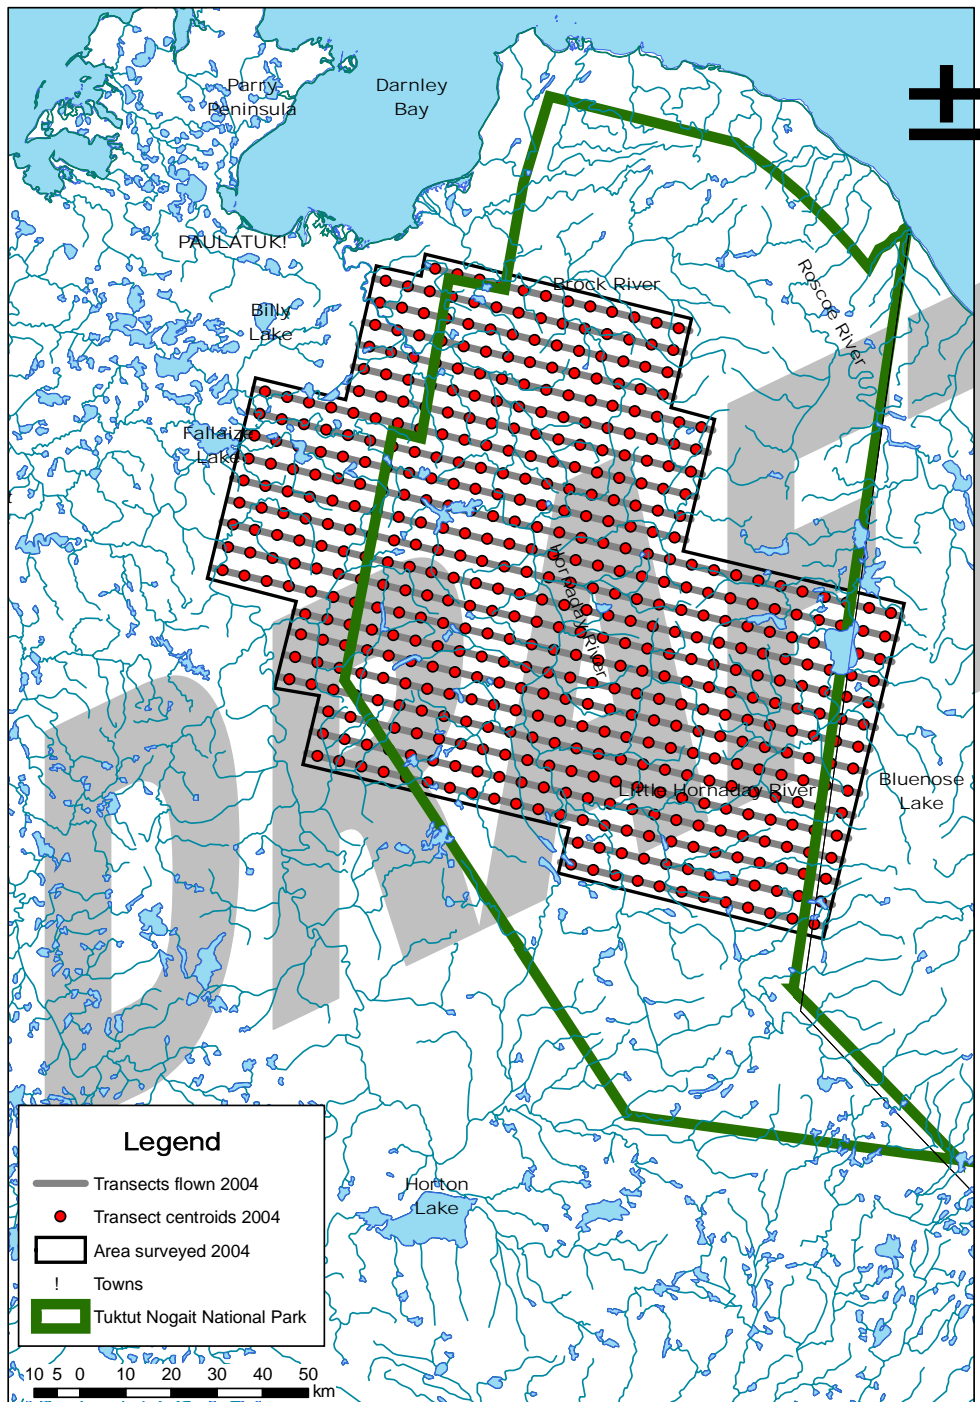 Parry
Peninsula
Darnley
Bay
PAULATUK!
Brock River
Roscoe River
Billy
Lake
Fallaize
Lake
Hornaday River
Little Hornaday River
Bluenose
Lake
DRAFT
Horton
Lake
Legend
Transects flown 2004
Transect centroids 2004
Area surveyed 2004
! Towns
Tuktut Nogait National Park
10 5 0 10 20 30 40 50
km